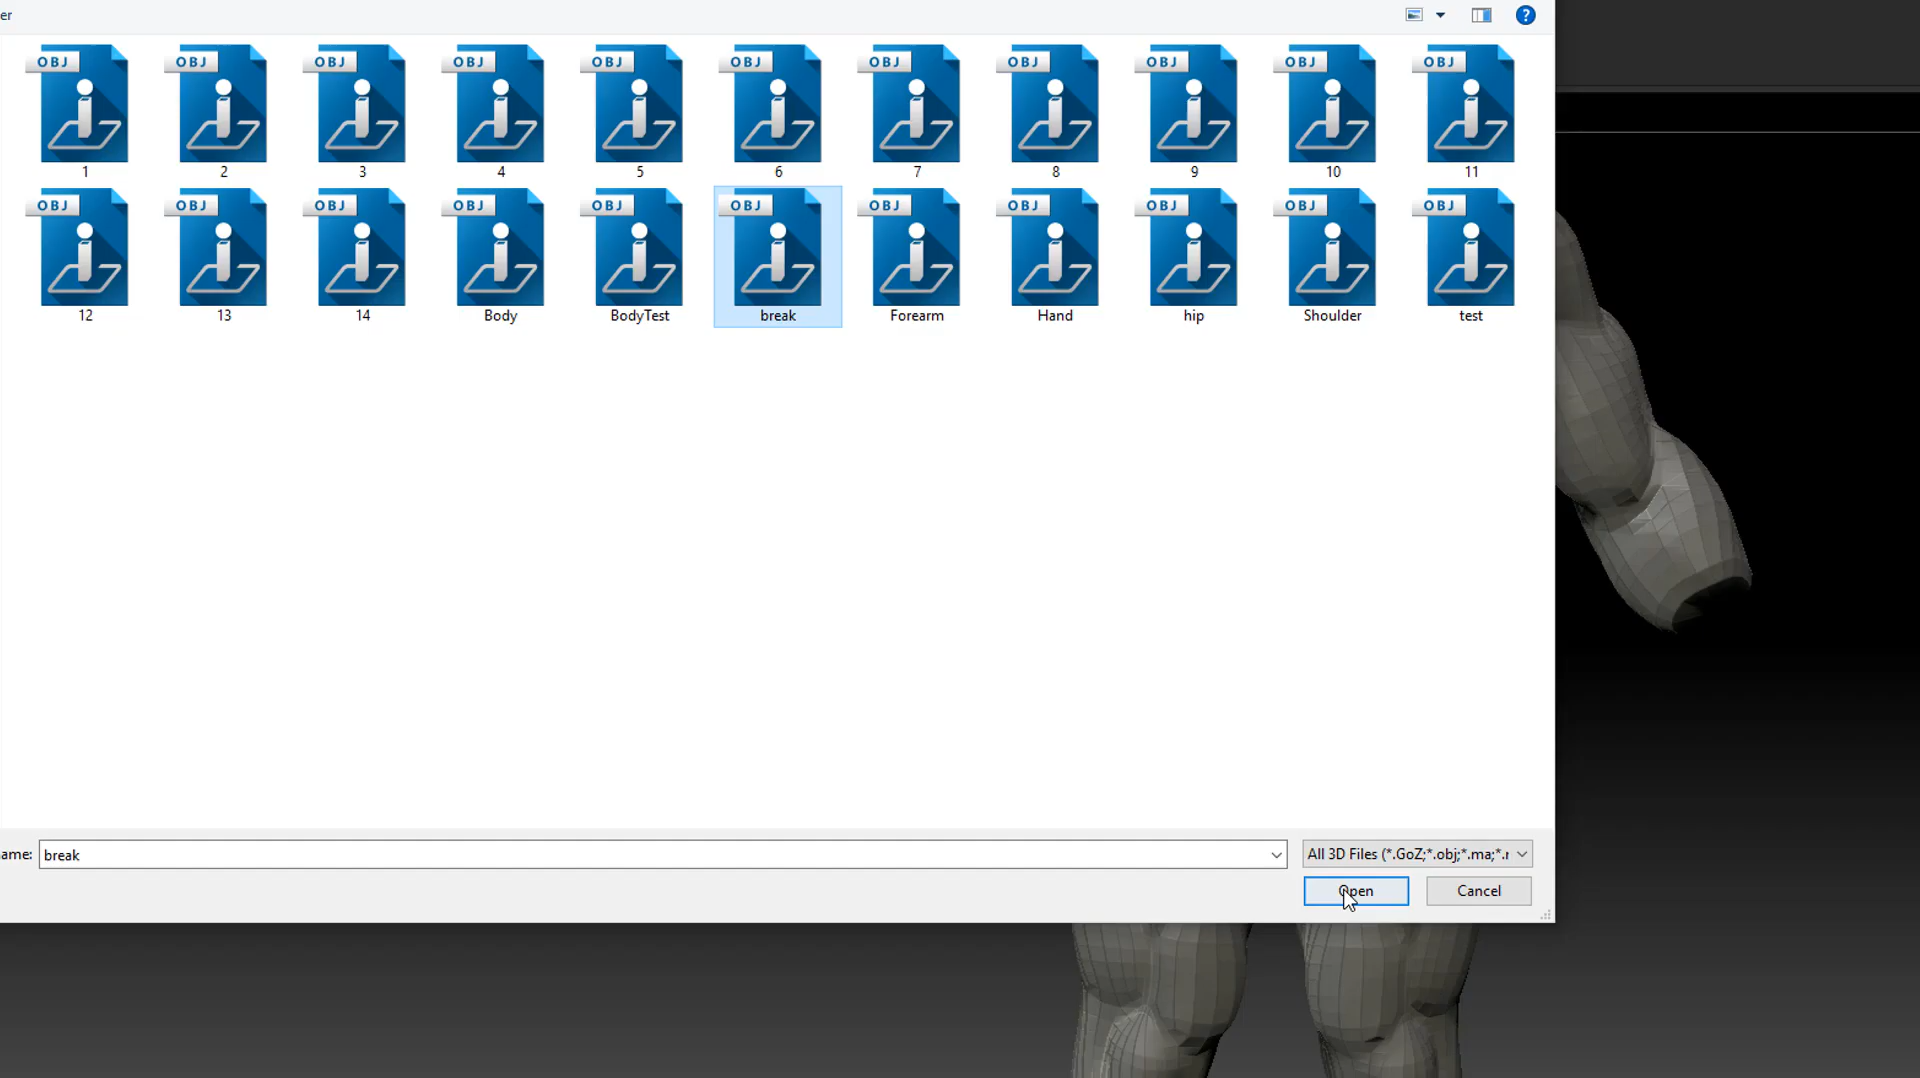 er
OBJ OBJ OBJ OBJ OBJ OBJ OBJ OBJ OBJ OBJ OBJ
1 2 3 4 5 6 7 8 9 10 11
OBJ OBJ OBJ OBJ OBJ OBJ OBJ OBJ OBJ OBJ OBJ
12 13 14 Body BodyTest break Forearm Hand hip Shoulder test
ame: break All 3D Files (*.GoZ;*.obj;*.ma;*.r
Open Cancel